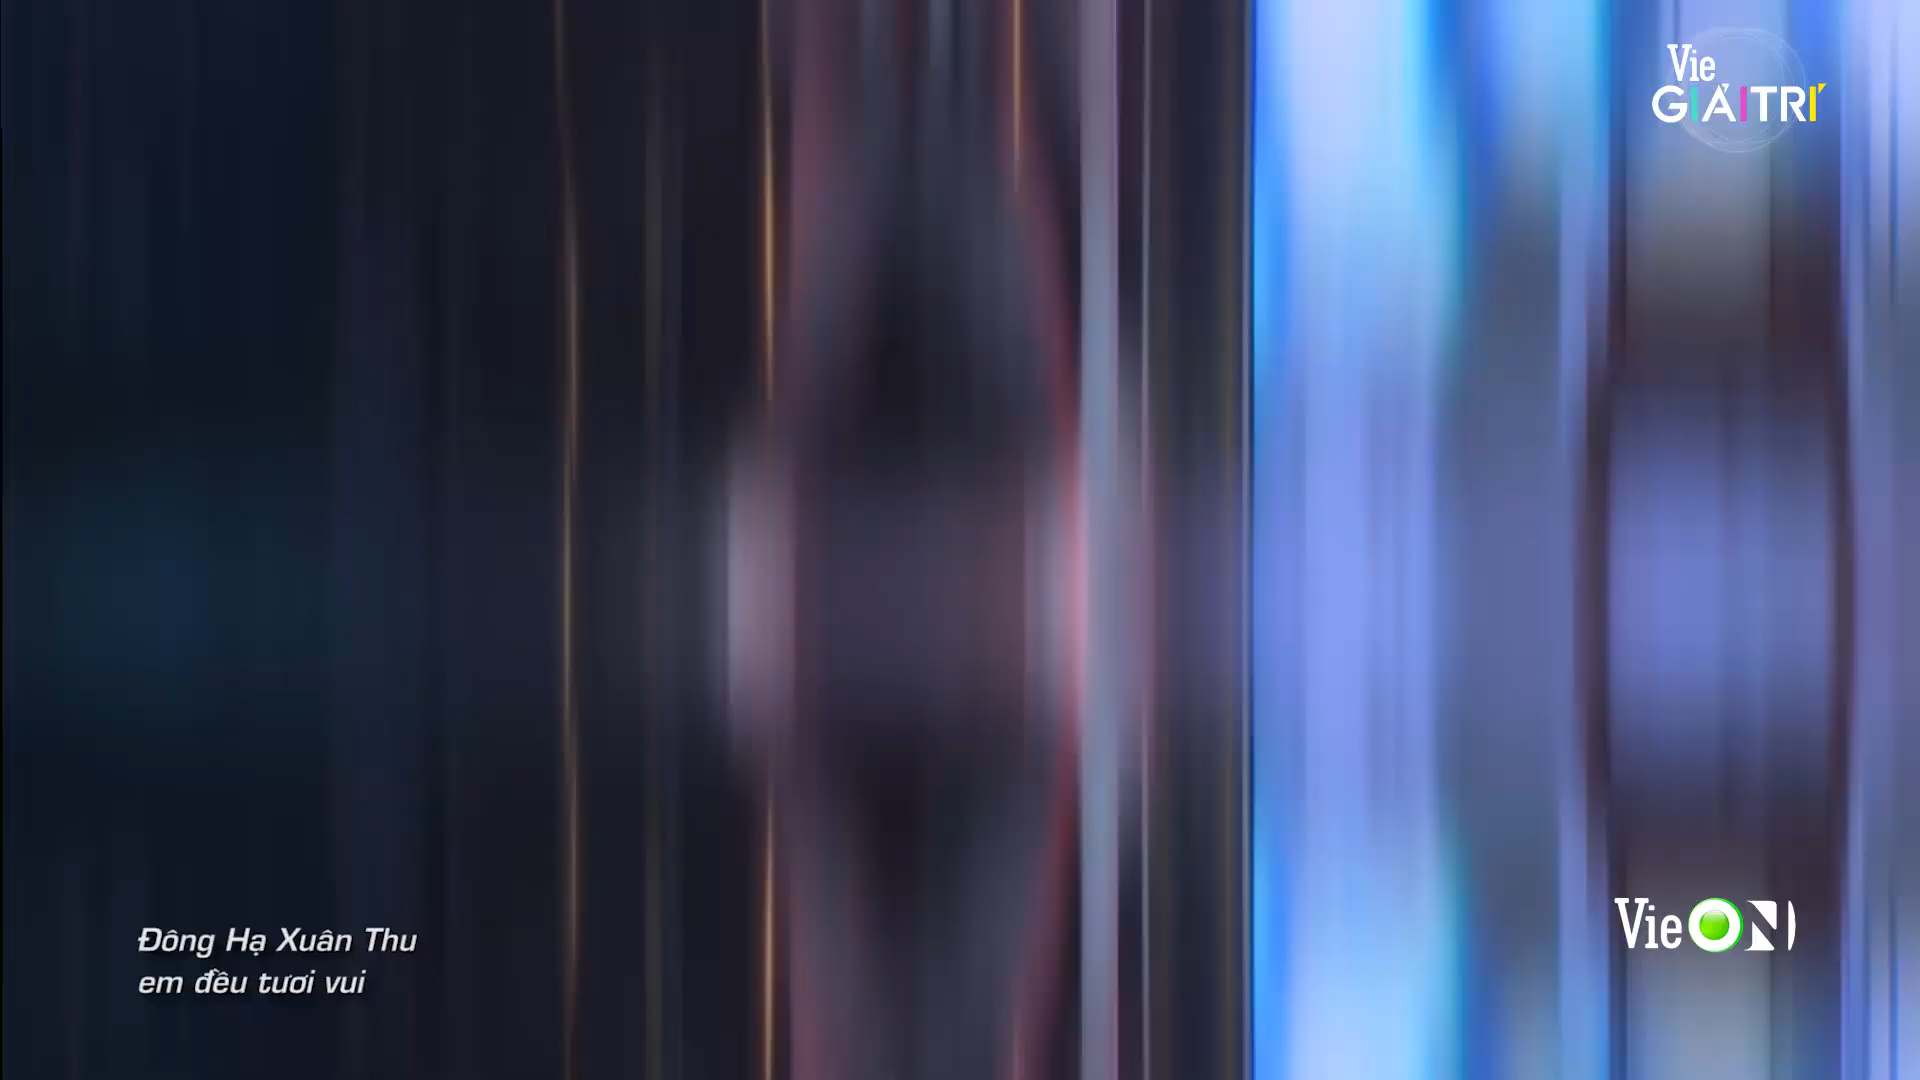 Vie
GIẢI TRÍ
Đông Hạ Xuân Thu
em đều tươi vui
VieON